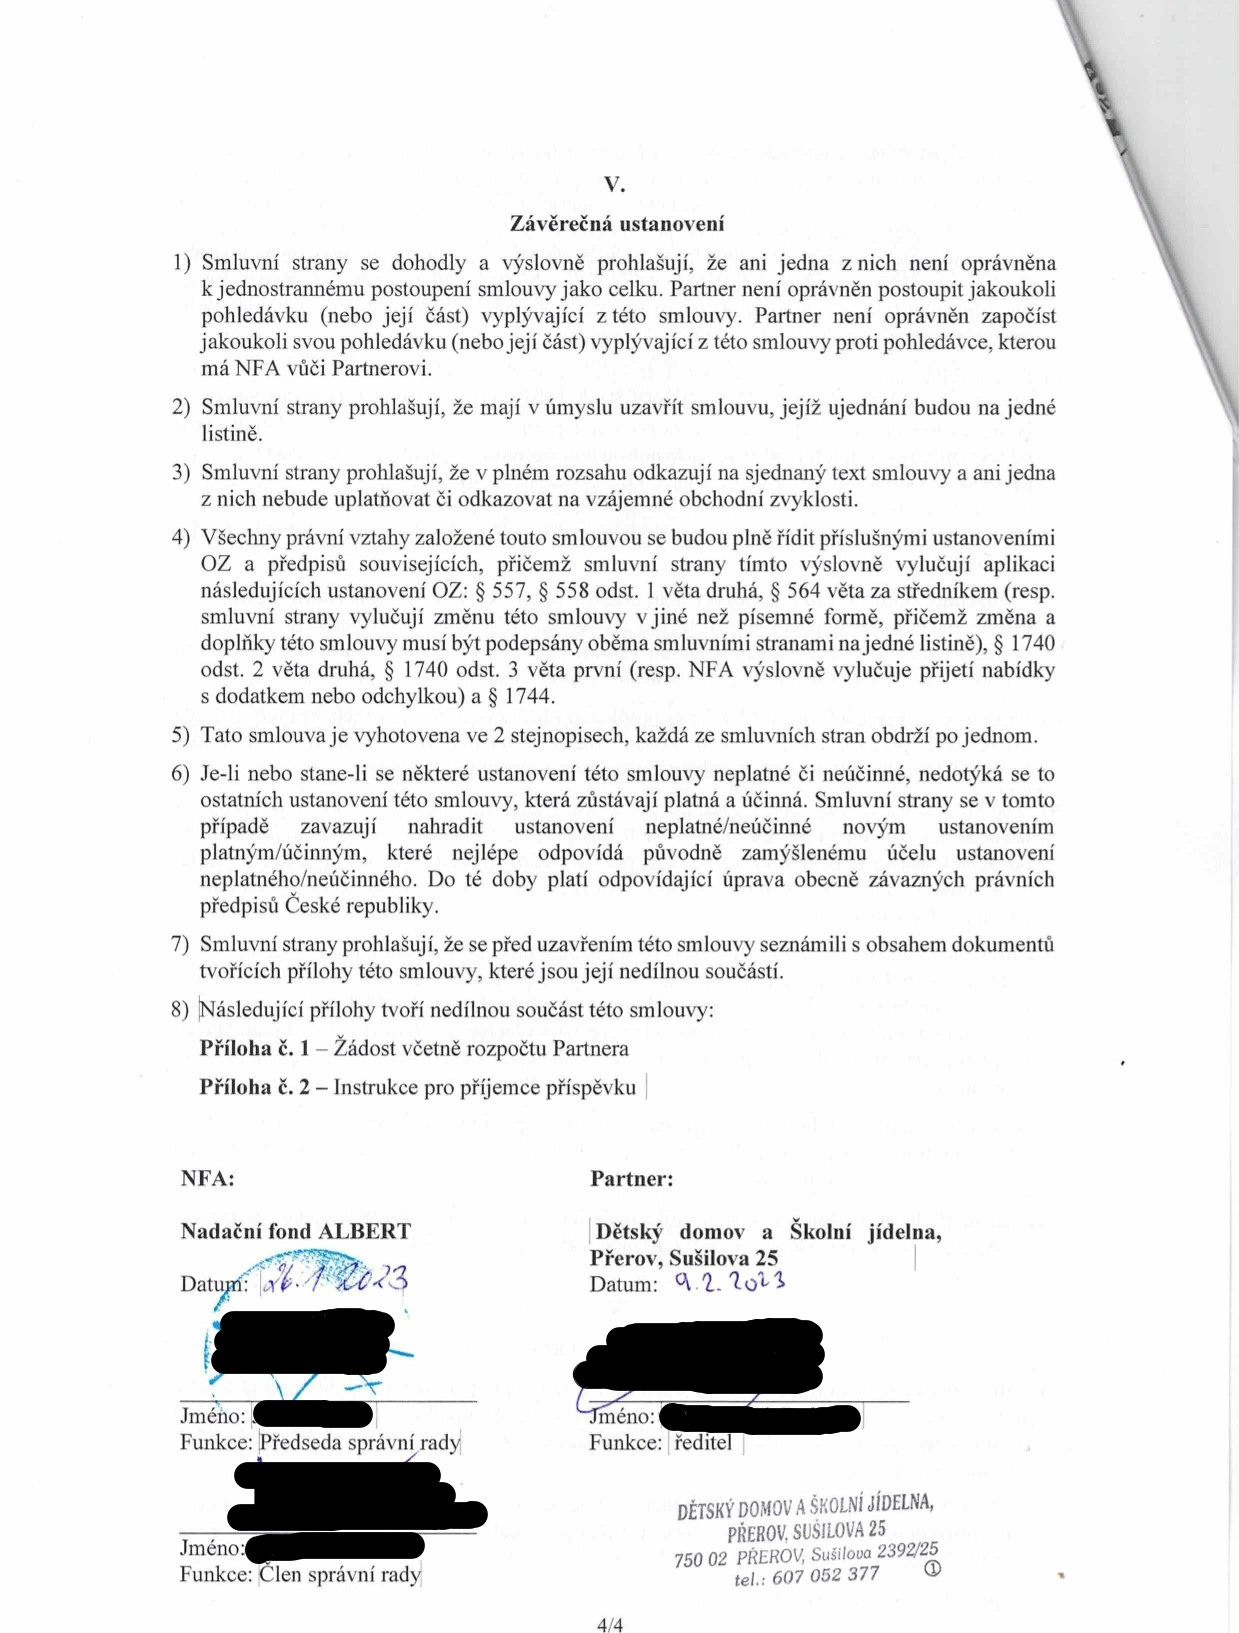 V.
Závěrečná ustanovení
1) Smluvní strany se dohodly a výslovně prohlašují, že ani jedna z nich není oprávněna
k jednostrannému postoupení smlouvy jako celku. Partner není oprávněn postoupit jakoukoli
pohledávku (nebo její část) vyplývající z této smlouvy. Partner není oprávněn započíst
jakoukoli svou pohledávku (nebo její část) vyplývající z této smlouvy proti pohledávce, kterou
má NFA vůči Partnerovi.
2) Smluvní strany prohlašují, že mají v úmyslu uzavřít smlouvu, jejíž ujednání budou na jedné
listině.
3) Smluvní strany prohlašují, že v plném rozsahu odkazují na sjednaný text smlouvy a ani jedna
z nich nebude uplatňovat či odkazovat na vzájemné obchodní zvyklosti.
4) Všechny právní vztahy založené touto smlouvou se budou plně řídit příslušnými ustanoveními
OZ a předpisů souvisejících, přičemž smluvní strany tímto výslovně vylučují aplikaci
následujících ustanovení OZ: § 557, § 558 odst. 1 věta druhá, § 564 věta za středníkem (resp.
smluvní strany vylučují změnu této smlouvy v jiné než písemné formě, přičemž změna a
doplňky této smlouvy musí být podepsány oběma smluvními stranami na jedné listině), § 1740
odst. 2 věta druhá, § 1740 odst. 3 věta první (resp. NFA výslovně vylučuje přijetí nabídky
s dodatkem nebo odchylkou) a § 1744.
5) Tato smlouva je vyhotovena ve 2 stejnopisech, každá ze smluvních stran obdrží po jednom.
6) Je-li nebo stane-li se některé ustanovení této smlouvy neplatné či neúčinné, nedotýká se to
ostatních ustanovení této smlouvy, která zůstávají platná a účinná. Smluvní strany se v tomto
případě zavazují nahradit ustanovení neplatné/neúčinné novým ustanovením
platným/účinným, které nejlépe odpovídá původně zamýšlenému účelu ustanovení
neplatného/neúčinného. Do té doby platí odpovídající úprava obecně závazných právních
předpisů České republiky.
7) Smluvní strany prohlašují, že se před uzavřením této smlouvy seznámili s obsahem dokumentů
tvořících přílohy této smlouvy, které jsou její nedílnou součástí.
8) Následující přílohy tvoří nedílnou součást této smlouvy:
Příloha č. 1 – Žádost včetně rozpočtu Partnera
Příloha č. 2 – Instrukce pro příjemce příspěvku
NFA:
Nadační fond ALBERT
Datum: 26.1.2023
Jméno:
Funkce: Předseda správní rady
Jméno:
Funkce: Člen správní rady
Partner:
Dětský domov a Školní jídelna,
Přerov, Sušilova 25
Datum: 9.2.2023
Jméno:
Funkce: ředitel
DĚTSKÝ DOMOV A ŠKOLNÍ JÍDELNA,
PŘEROV, SUŠILOVA 25
750 02 PŘEROV, Sušilova 2392/25
tel.: 607 052 377 ①
4/4